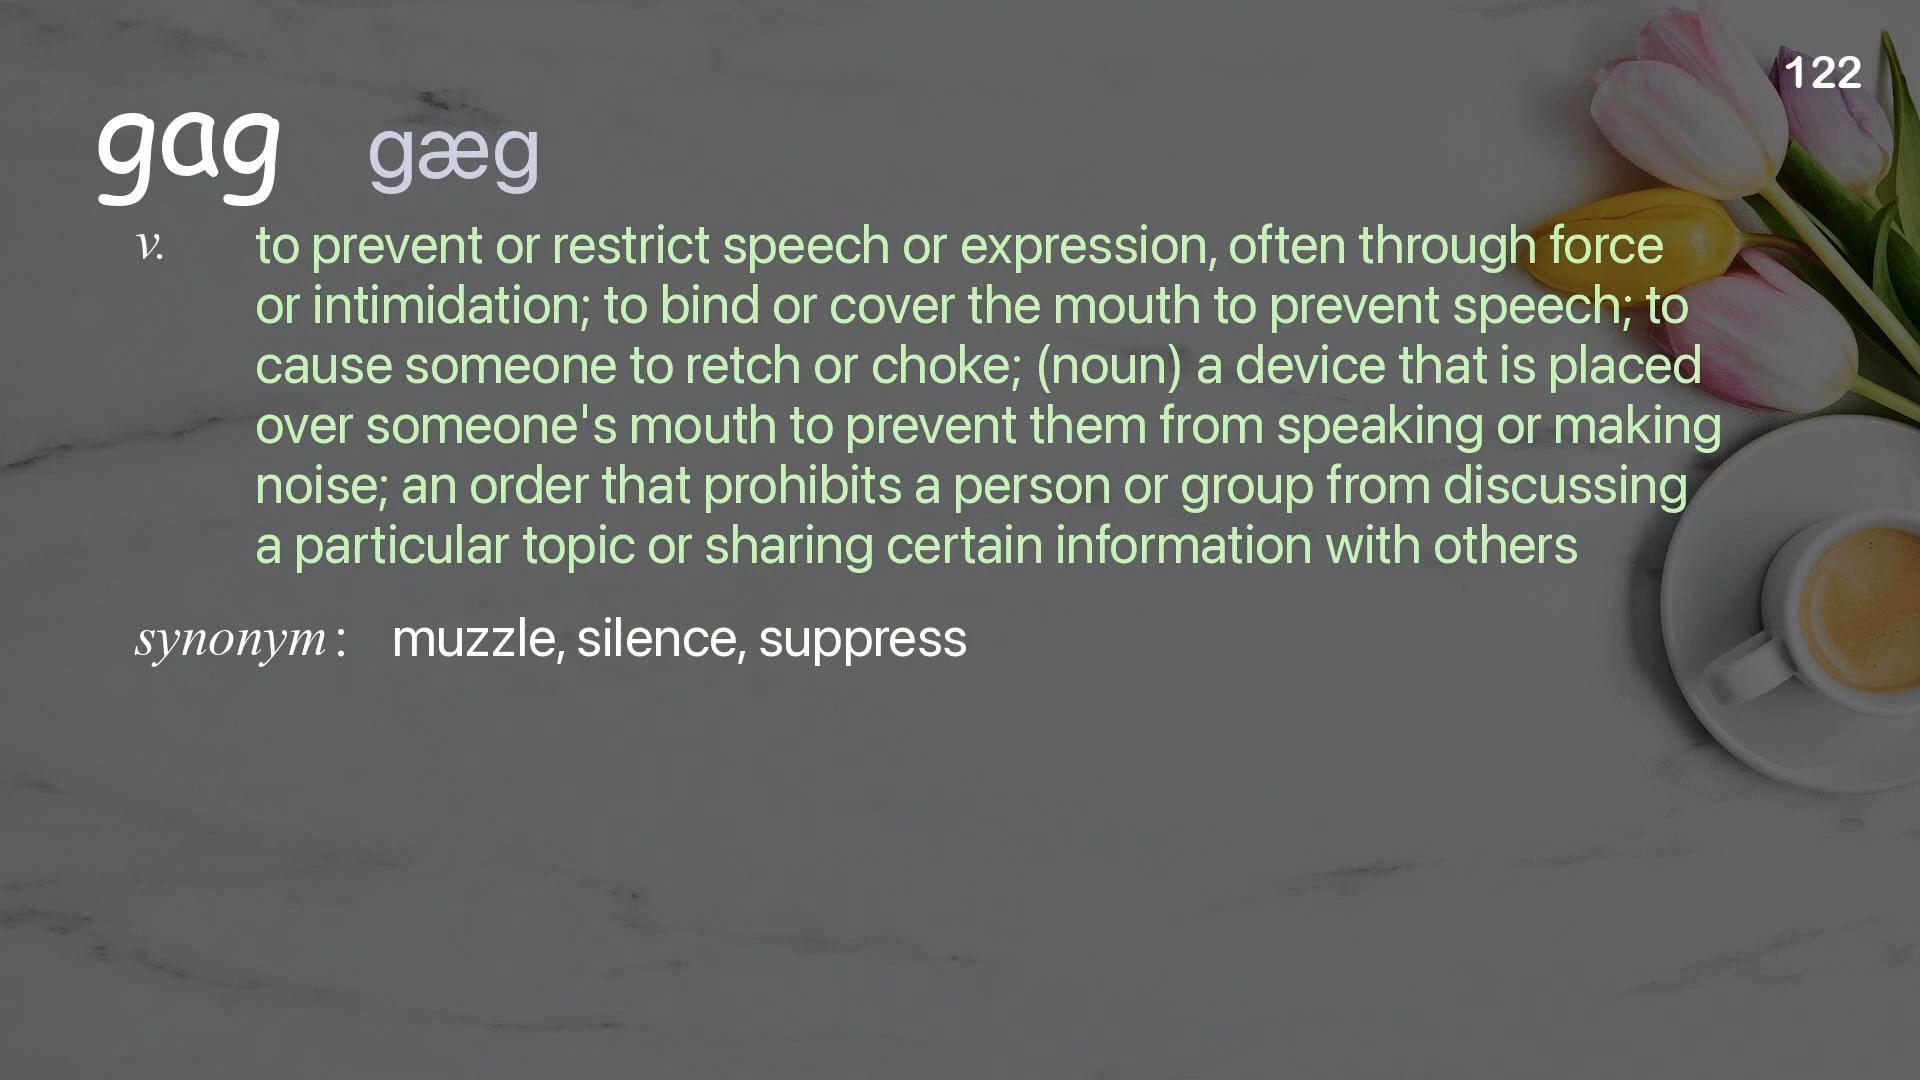 122
gag gæg
v. to prevent or restrict speech or expression, often through force
or intimidation; to bind or cover the mouth to prevent speech; to
cause someone to retch or choke; (noun) a device that is placed
over someone's mouth to prevent them from speaking or making
noise; an order that prohibits a person or group from discussing
a particular topic or sharing certain information with others
synonym: muzzle, silence, suppress